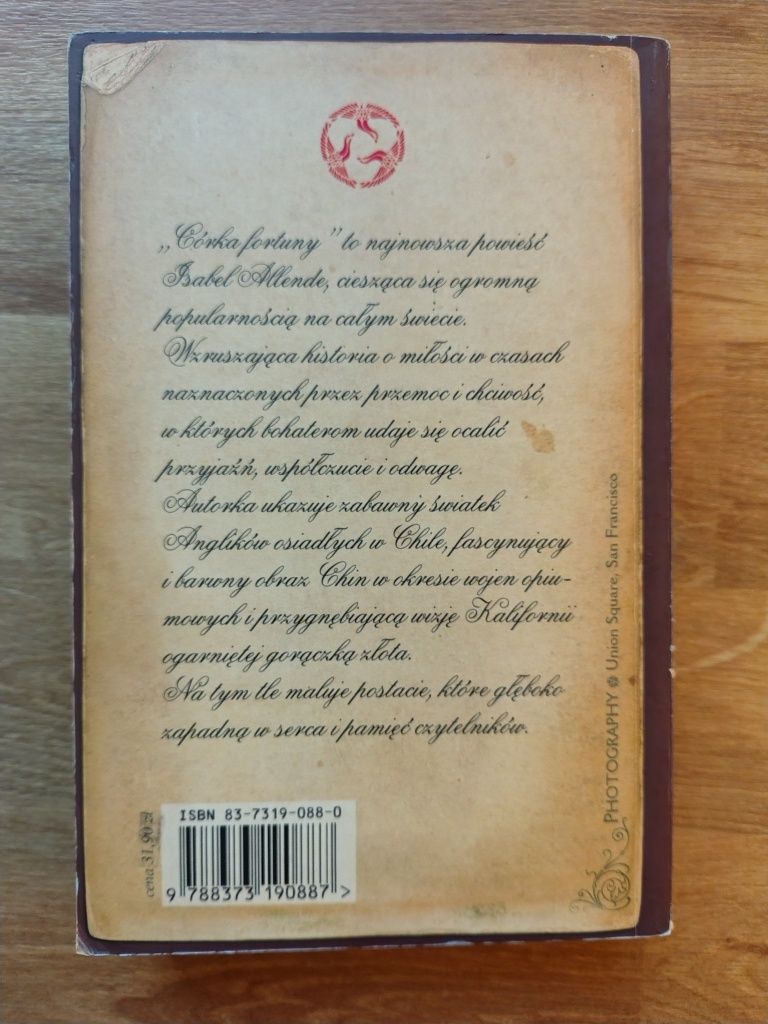 „Córka fortuny” to najnowsza powieść
Isabel Allende, ciesząca się ogromną
popularnością na całym świecie.
Wzruszająca historia o miłości w czasach
naznaczonych przez przemoc i chciwość,
w których bohaterom udaje się ocalić
przyjaźń, współczucie i odwagę.
Autorka ukazuje zabawny światek
Anglików osiadłych w Chile, fascynujący
i barwny obraz Chin w okresie wojen opiu-
mowych i przygnębiającą wizję Kalifornii
ogarniętej gorączką złota.
Na tym tle maluje postacie, które głęboko
zapadną w serca i pamięć czytelników.
PHOTOGRAPHY Union Square, San Francisco
cena 31,90 zł
ISBN 83-7319-088-0
9 788373 190887 >